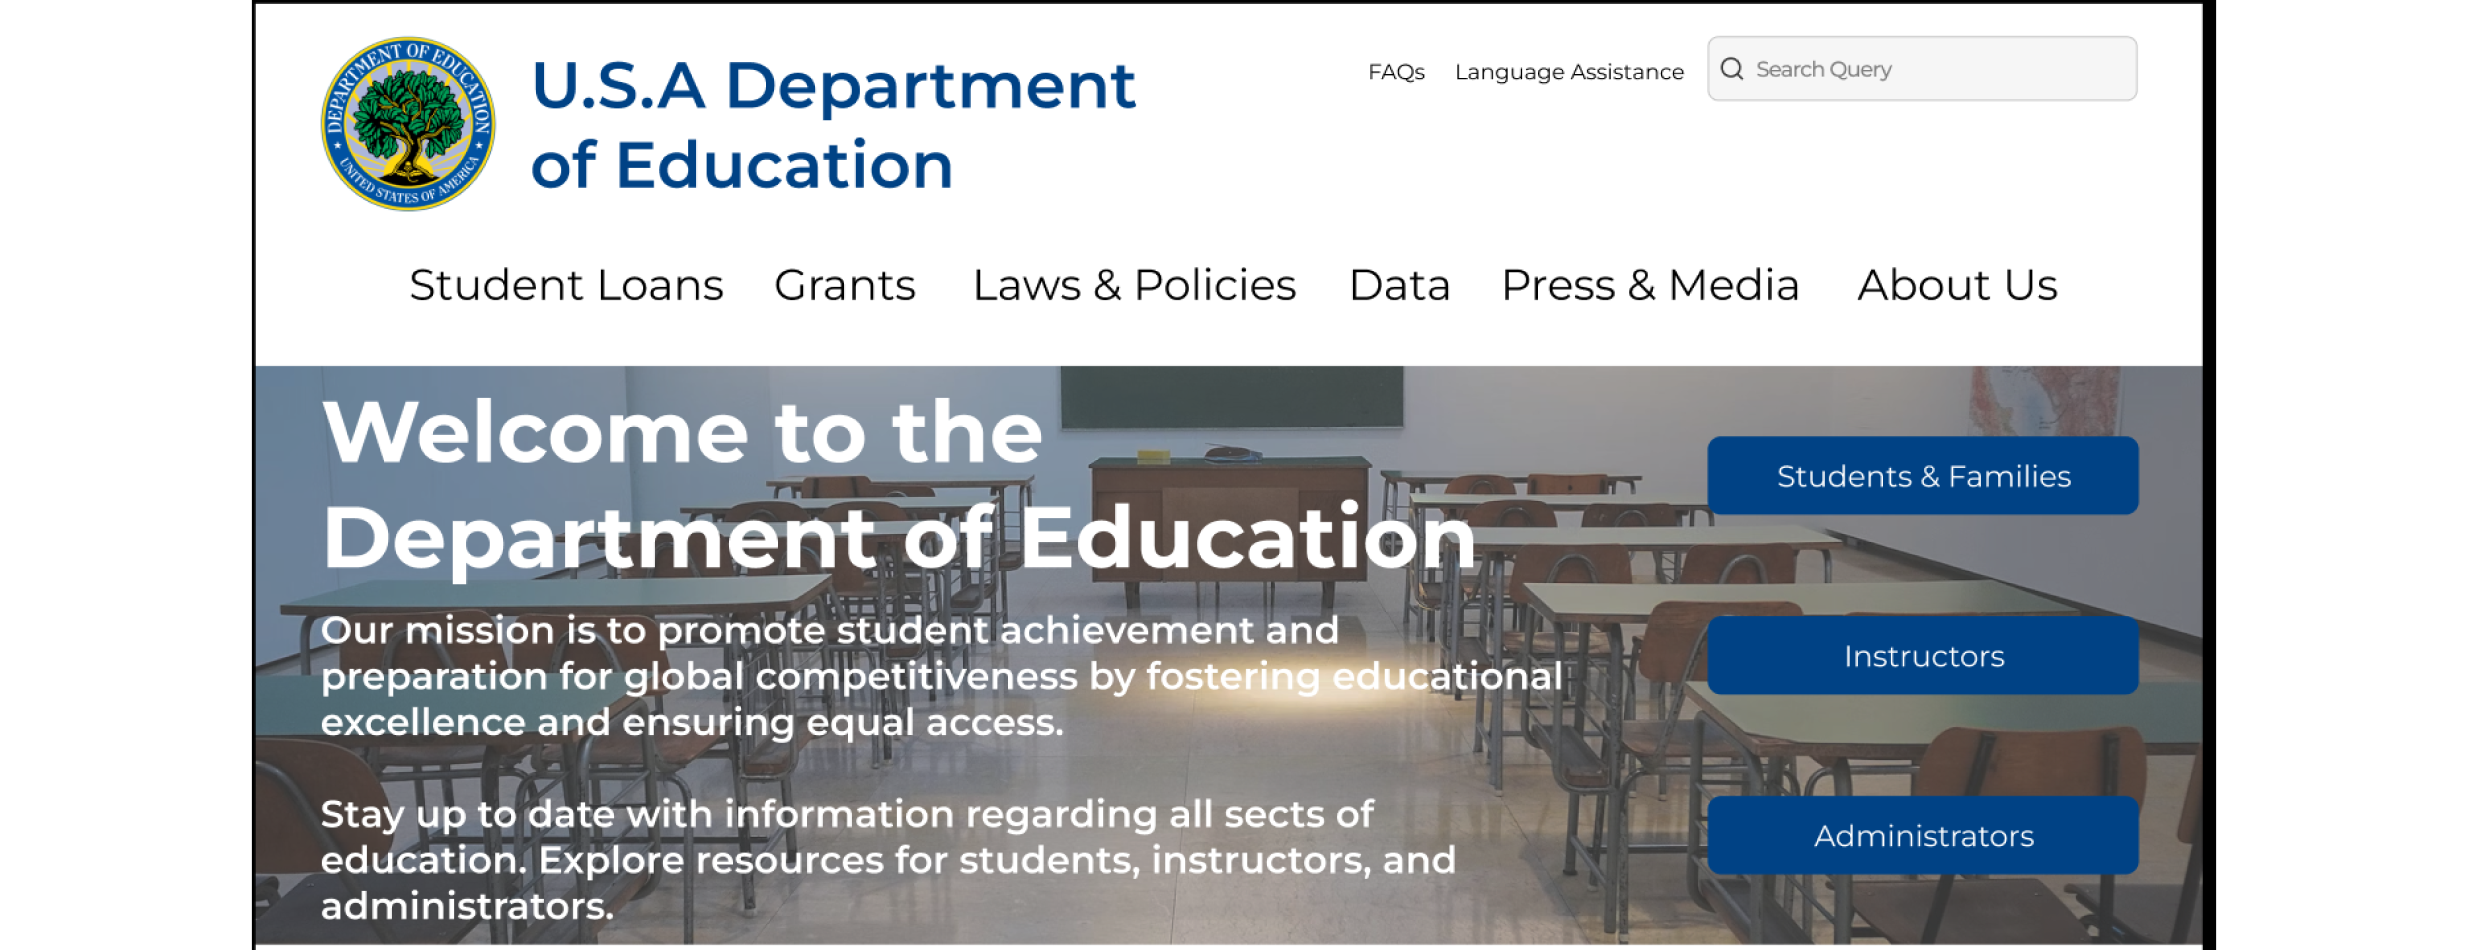 DEPARTMENT OF EDUCATION
UNITED STATES OF AMERICA
U.S.A Department
of Education
FAQs
Language Assistance
Search Query
Student Loans
Grants
Laws & Policies
Data
Press & Media
About Us
Welcome to the
Department of Education
Our mission is to promote student achievement and
preparation for global competitiveness by fostering educational
excellence and ensuring equal access.
Stay up to date with information regarding all sects of
education. Explore resources for students, instructors, and
administrators.
Students & Families
Instructors
Administrators